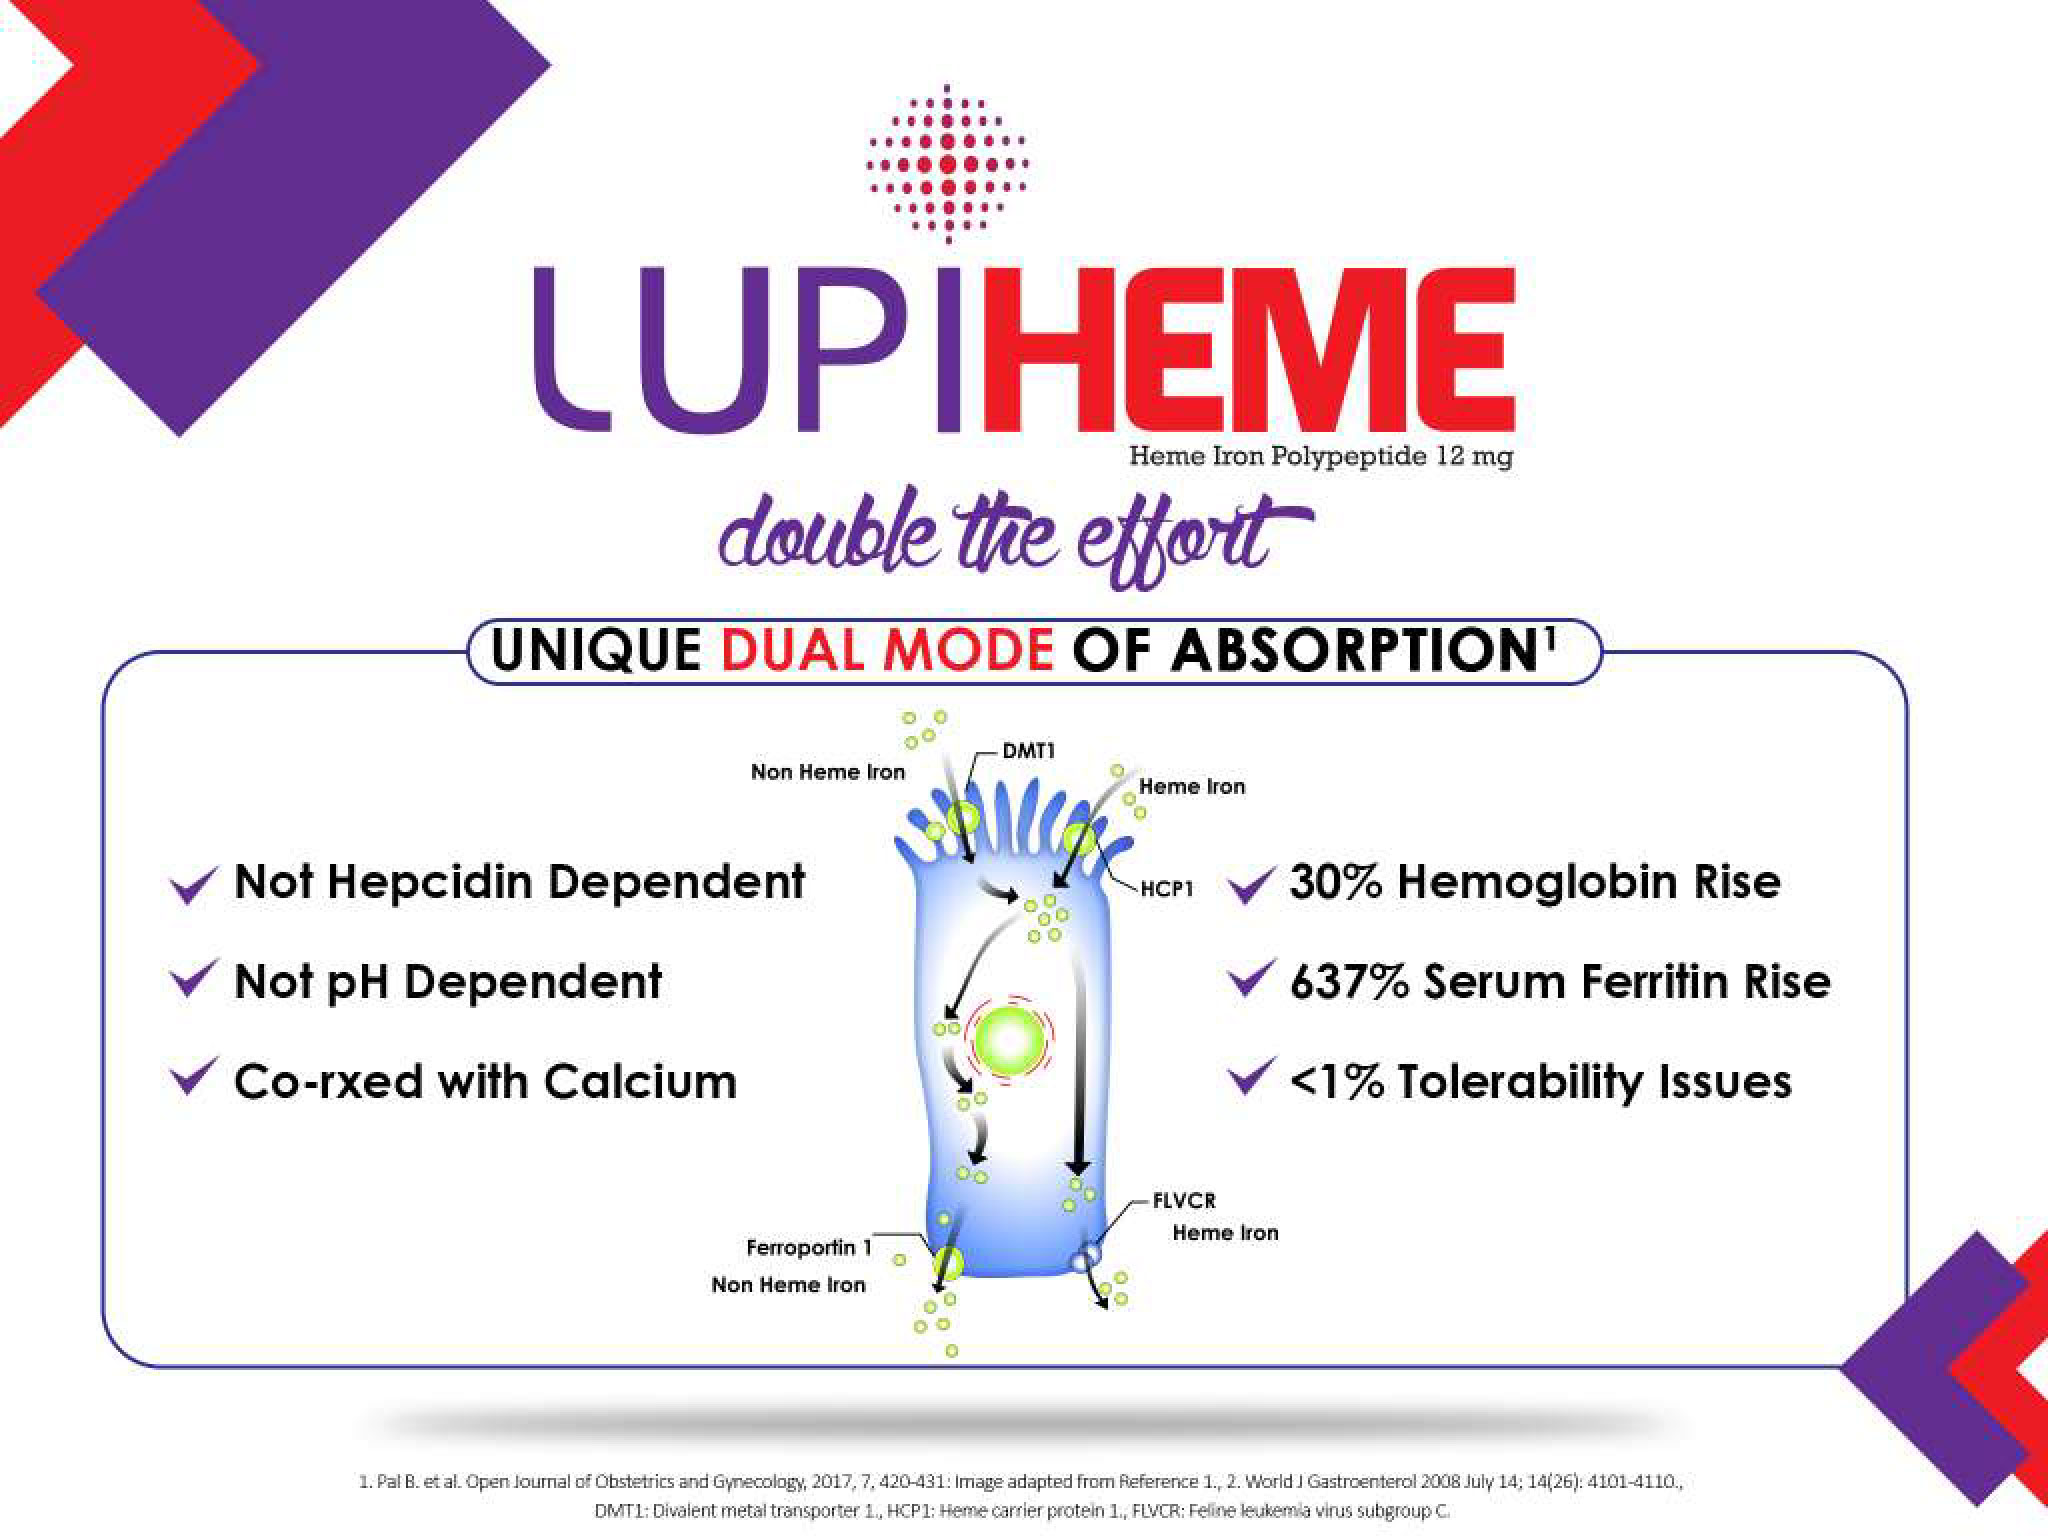 LUPIHEME
Heme Iron Polypeptide 12 mg
double the effort
UNIQUE DUAL MODE OF ABSORPTION¹
Non Heme Iron
DMT1
Heme Iron
HCP1
✓ Not Hepcidin Dependent
✓ Not pH Dependent
✓ Co-rxed with Calcium
✓ 30% Hemoglobin Rise
✓ 637% Serum Ferritin Rise
✓ <1% Tolerability Issues
FLVCR
Heme Iron
Ferroportin 1
Non Heme Iron
1. Pal B. et al. Open Journal of Obstetrics and Gynecology, 2017, 7, 420-431: Image adapted from Reference 1., 2. World J Gastroenterol 2008 July 14; 14(26): 4101-4110.,
DMT1: Divalent metal transporter 1., HCP1: Heme carrier protein 1., FLVCR: Feline leukemia virus subgroup C.